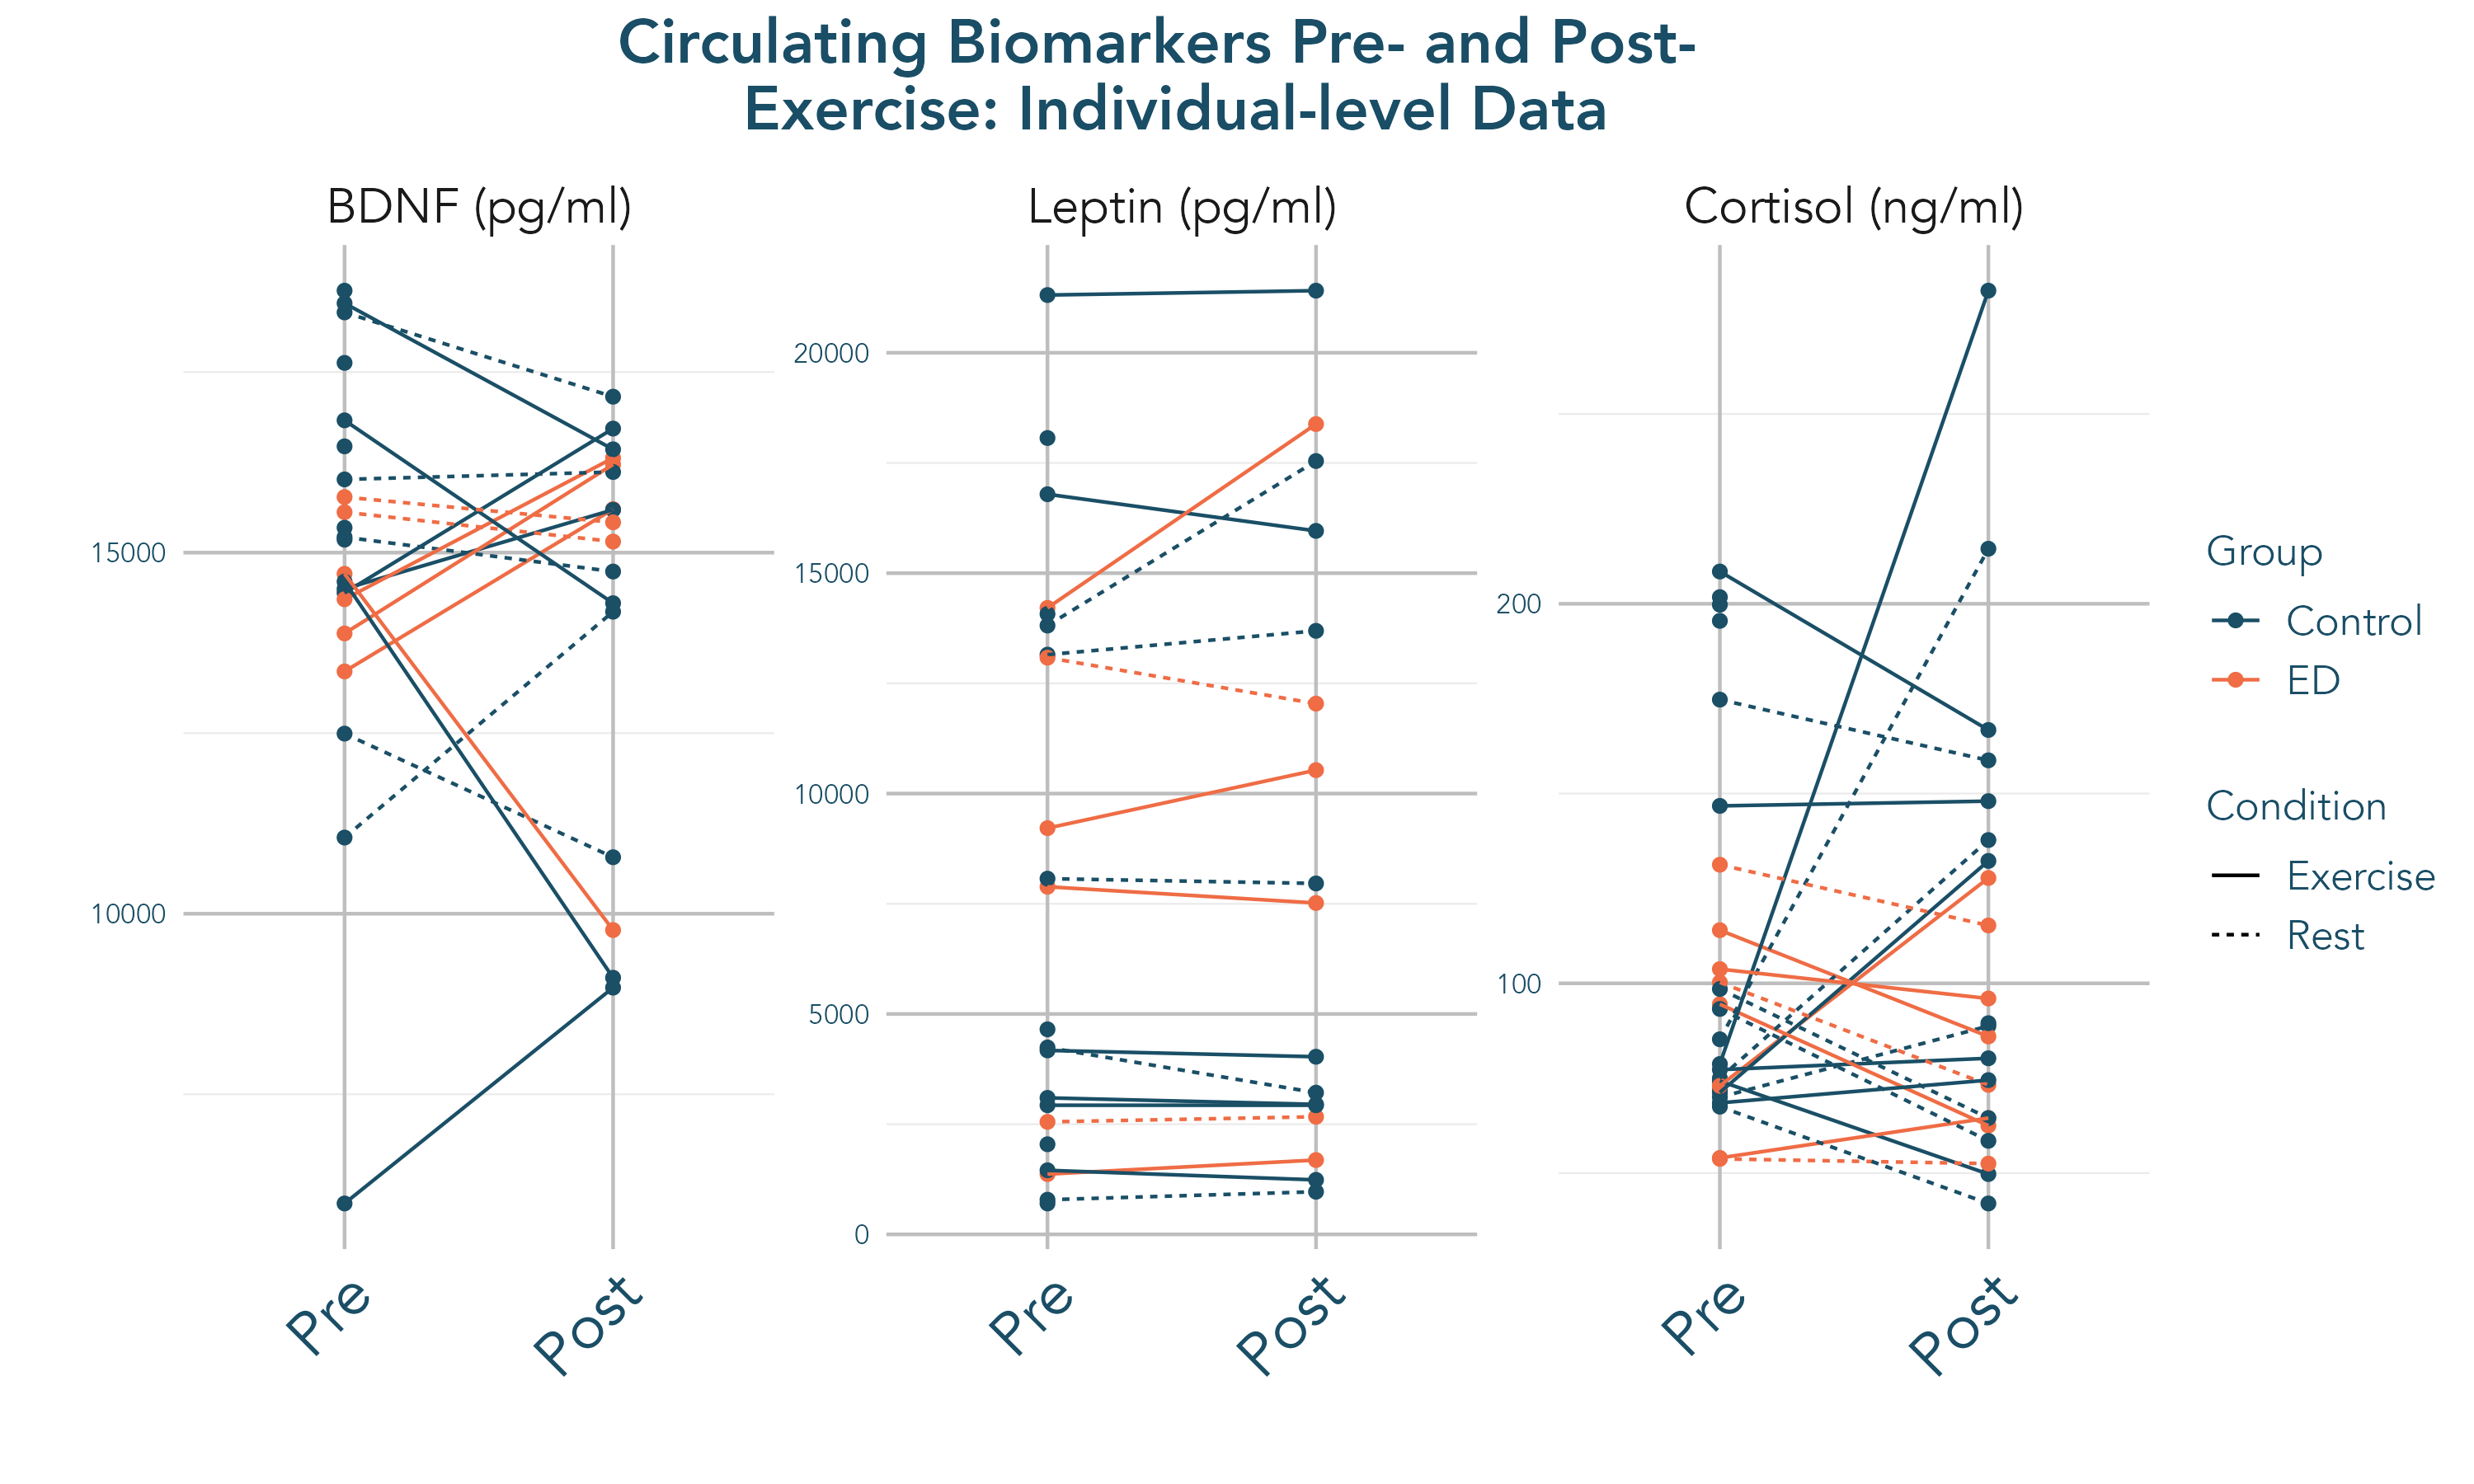 Circulating Biomarkers Pre- and Post-
Exercise: Individual-level Data
BDNF (pg/ml)
15000
10000
Pre
Post
Leptin (pg/ml)
20000
15000
10000
5000
0
Pre
Post
Cortisol (ng/ml)
200
100
Pre
Post
Group
Control
ED
Condition
Exercise
Rest